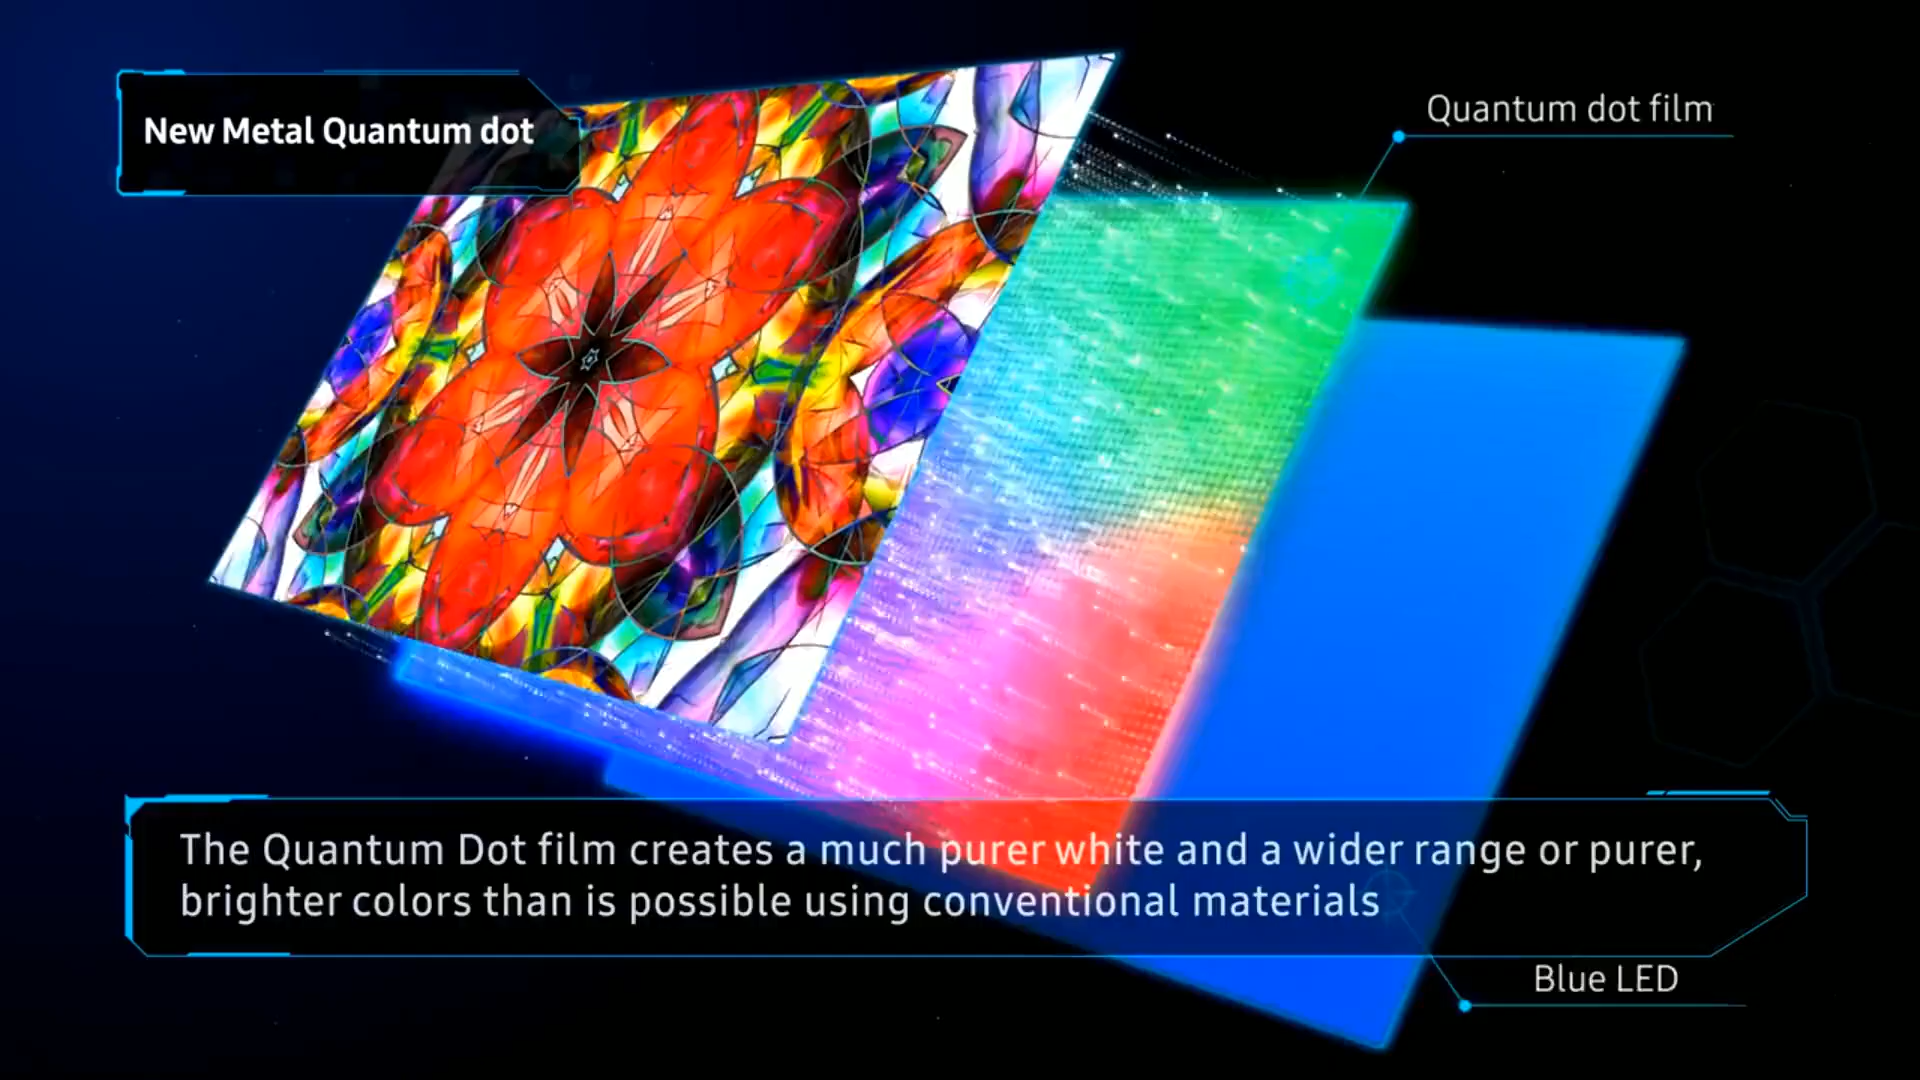 New Metal Quantum dot
Quantum dot film
The Quantum Dot film creates a much purer white and a wider range or purer,
brighter colors than is possible using conventional materials
Blue LED